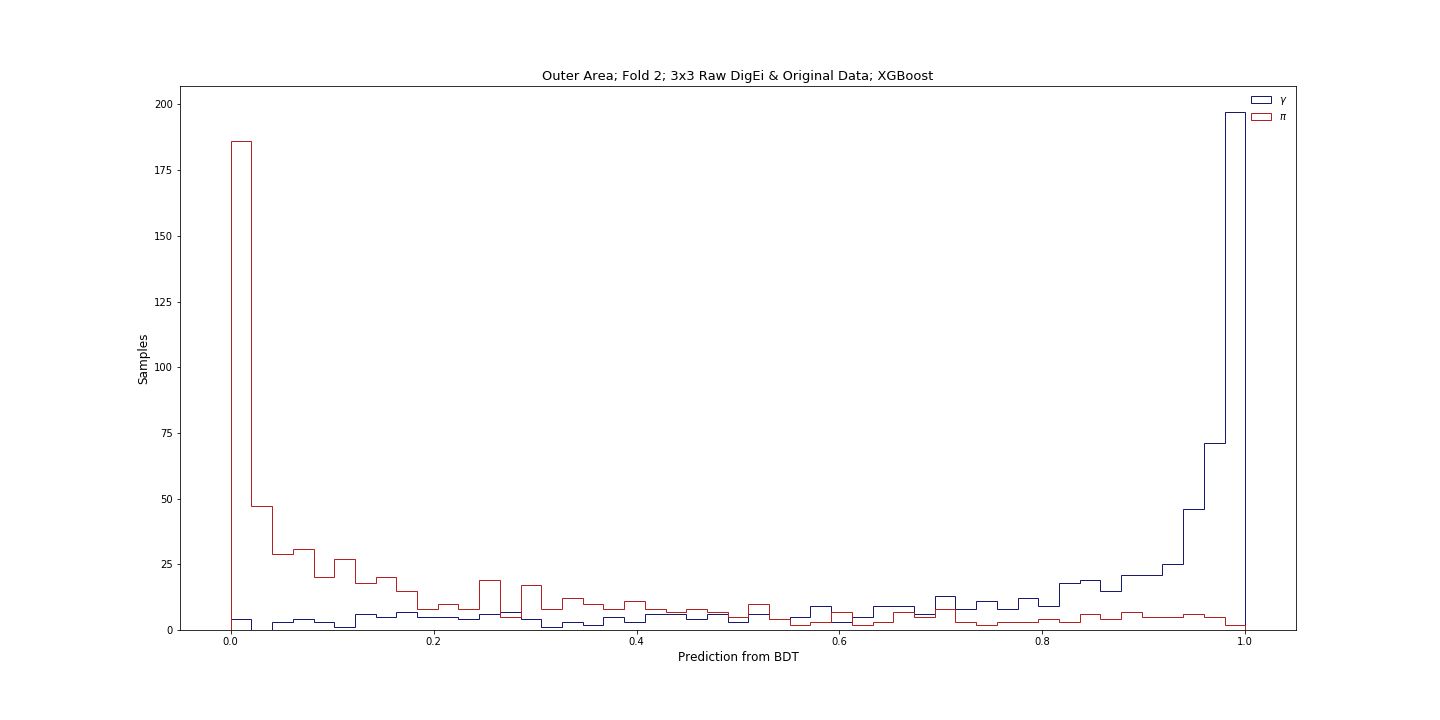 Outer Area; Fold 2; 3x3 Raw DigEi & Original Data; XGBoost
γ
π
200
175
150
125
100
75
50
25
0
Samples
0.0 0.2 0.4 0.6 0.8 1.0
Prediction from BDT